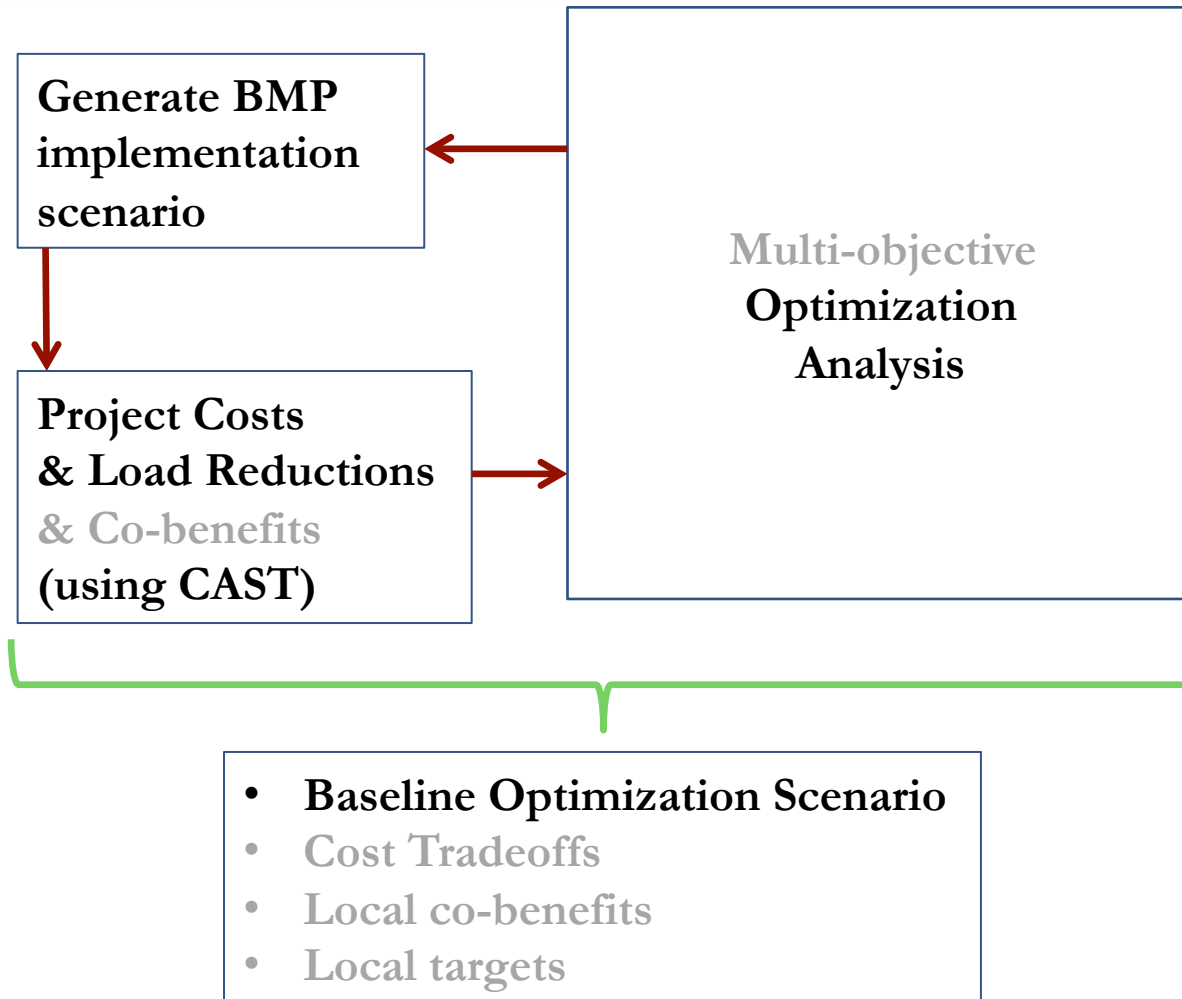 Generate BMP
implementation
scenario
Multi-objective
Optimization
Analysis
Project Costs
& Load Reductions
& Co-benefits
(using CAST)
• Baseline Optimization Scenario
• Cost Tradeoffs
• Local co-benefits
• Local targets